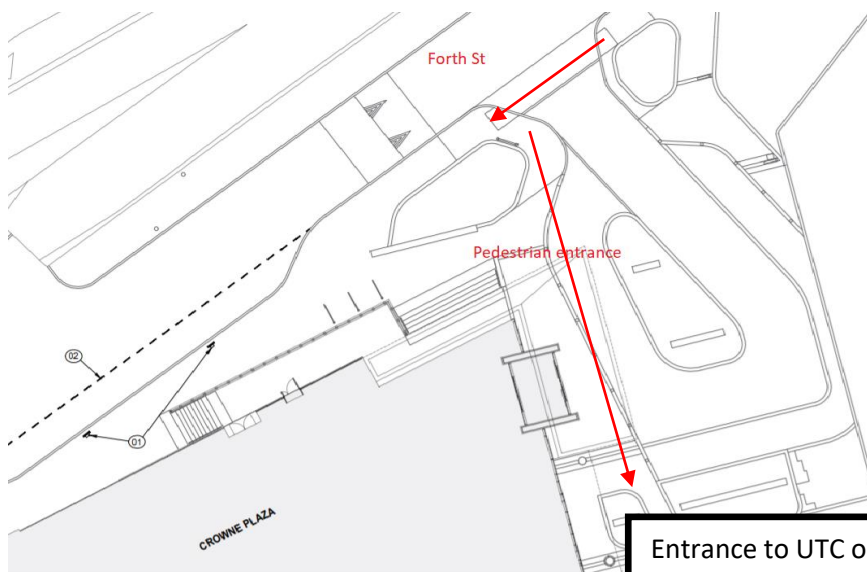 Forth St
Pedestrian entrance
02
01
CROWNE PLAZA
Entrance to UTC o